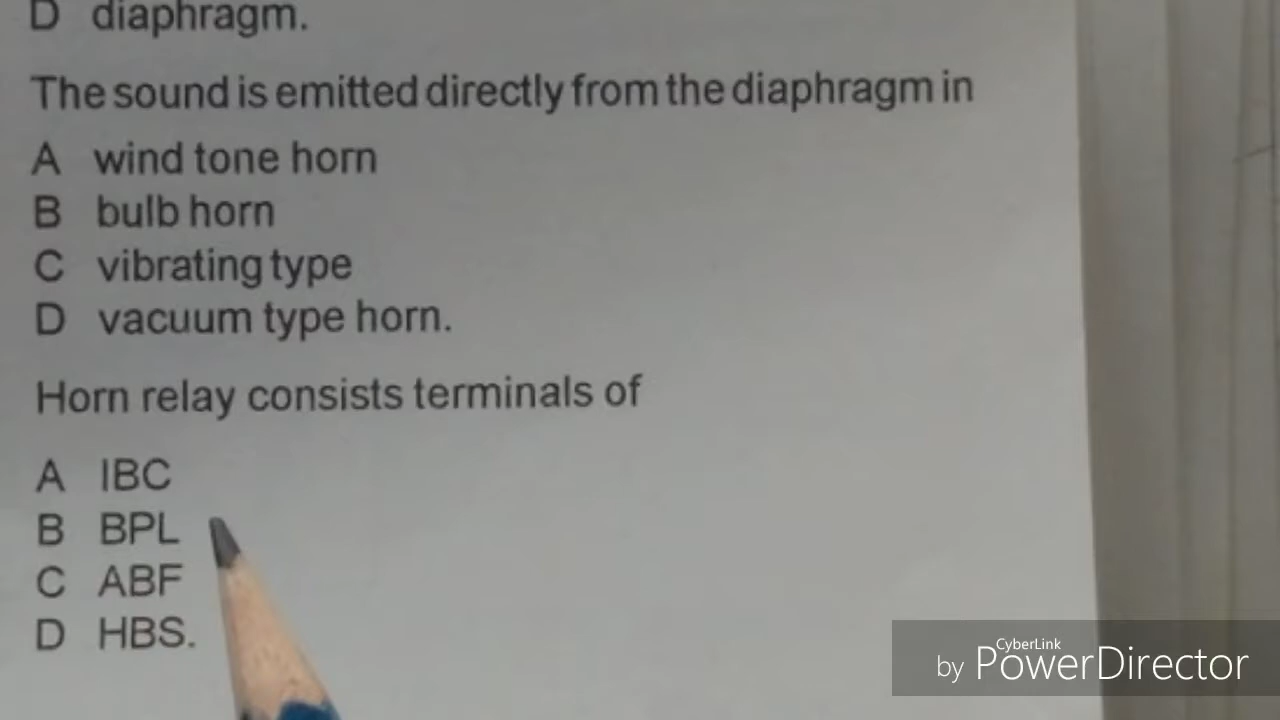 D diaphragm.
The sound is emitted directly from the diaphragm in
A wind tone horn
B bulb horn
C vibrating type
D vacuum type horn.
Horn relay consists terminals of
A IBC
B BPL
C ABF
D HBS.
CyberLink
by PowerDirector